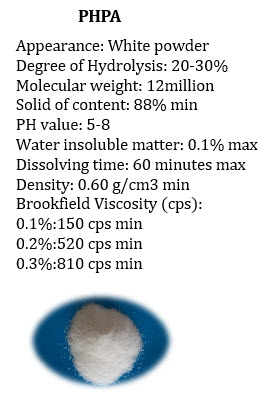 PHPA
Appearance: White powder
Degree of Hydrolysis: 20-30%
Molecular weight: 12million
Solid of content: 88% min
PH value: 5-8
Water insoluble matter: 0.1% max
Dissolving time: 60 minutes max
Density: 0.60 g/cm3 min
Brookfield Viscosity (cps):
0.1%:150 cps min
0.2%:520 cps min
0.3%:810 cps min